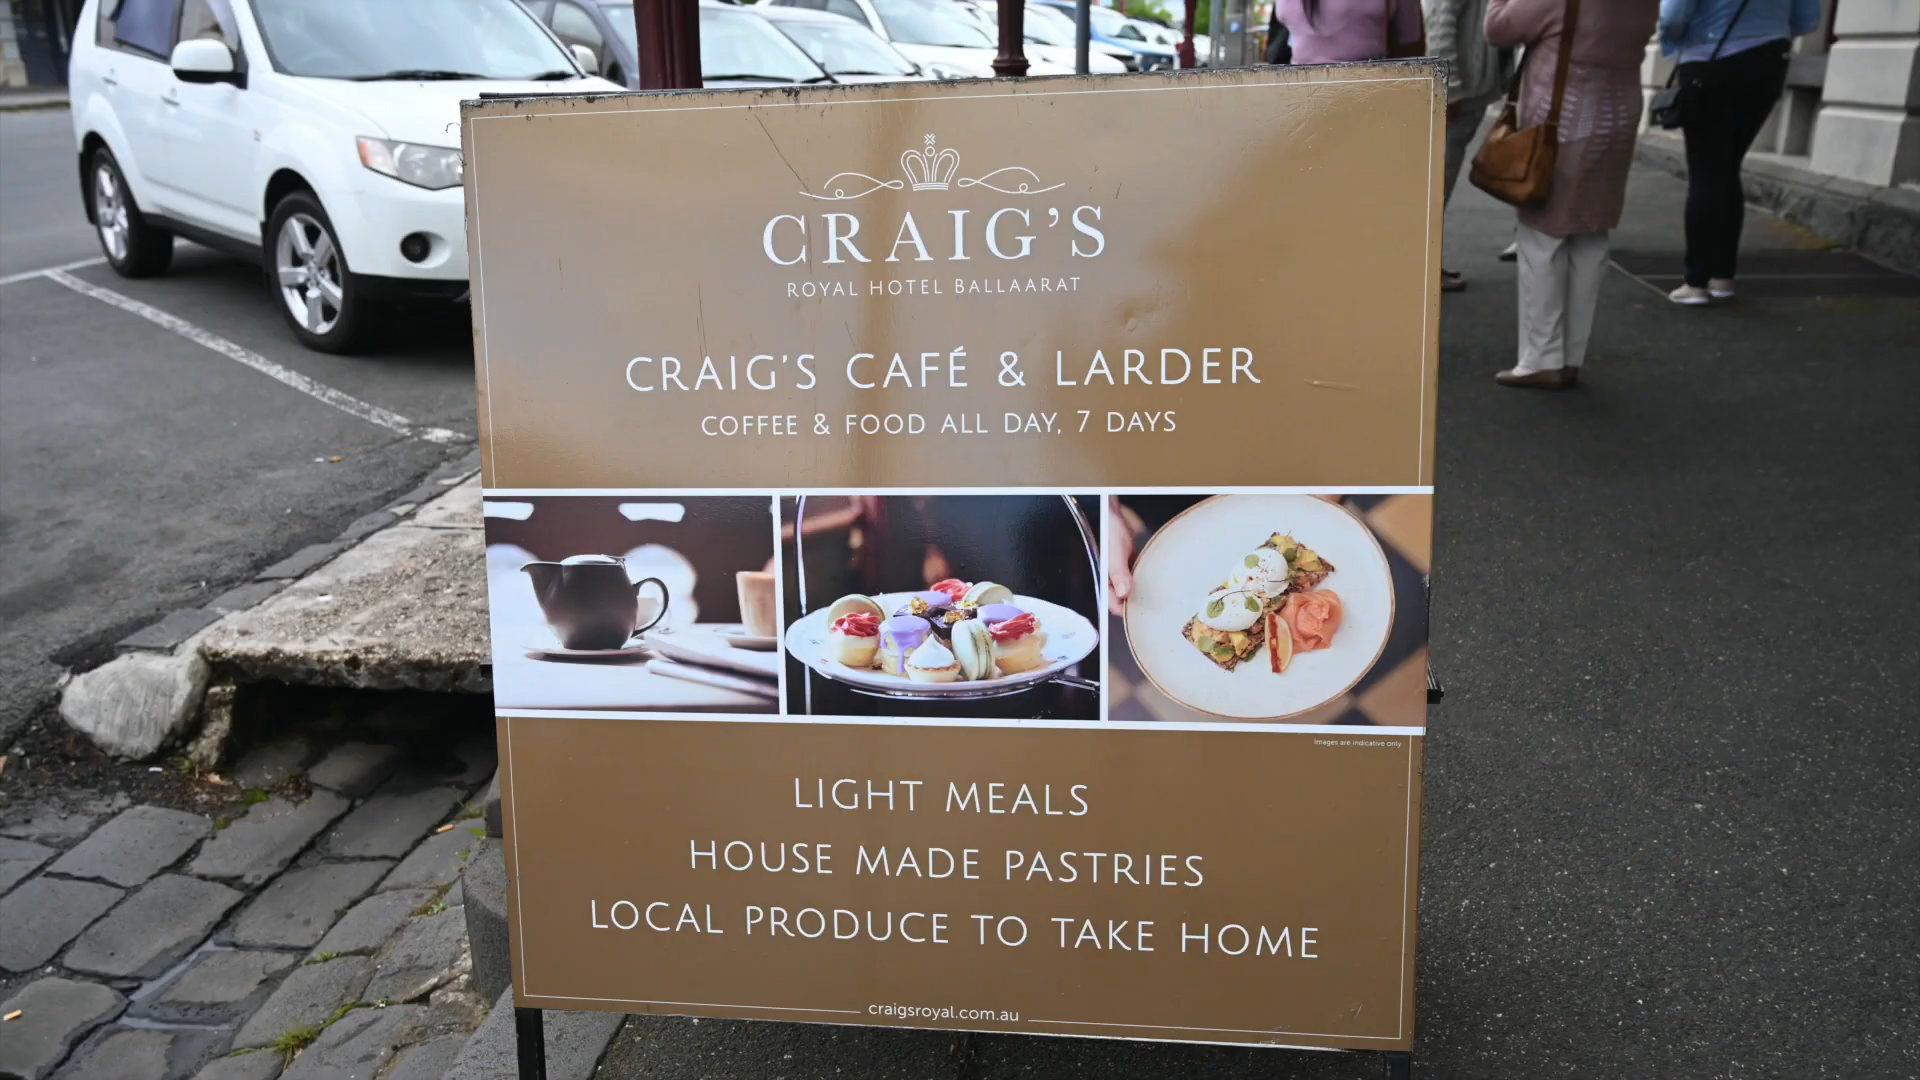 CRAIG'S
ROYAL HOTEL BALLAARAT
CRAIG'S CAFÉ & LARDER
COFFEE & FOOD ALL DAY, 7 DAYS
Images are indicative only
LIGHT MEALS
HOUSE MADE PASTRIES
LOCAL PRODUCE TO TAKE HOME
craigsroyal.com.au